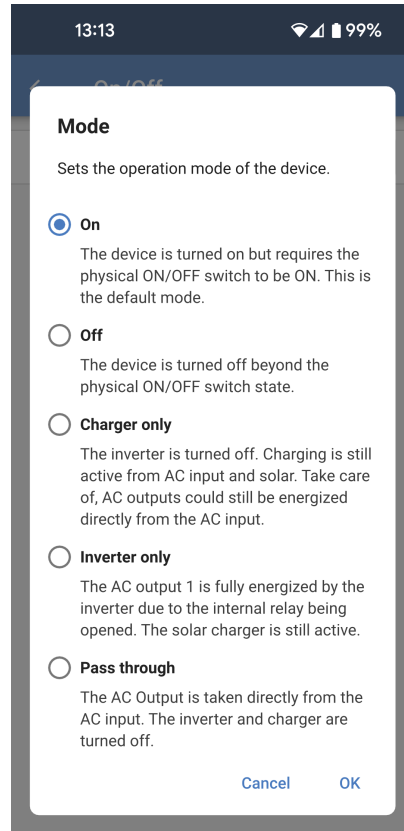 13:13
99%
On/Off
Mode
Sets the operation mode of the device.
On
The device is turned on but requires the
physical ON/OFF switch to be ON. This is
the default mode.
Off
The device is turned off beyond the
physical ON/OFF switch state.
Charger only
The inverter is turned off. Charging is still
active from AC input and solar. Take care
of, AC outputs could still be energized
directly from the AC input.
Inverter only
The AC output 1 is fully energized by the
inverter due to the internal relay being
opened. The solar charger is still active.
Pass through
The AC Output is taken directly from the
AC input. The inverter and charger are
turned off.
Cancel
OK